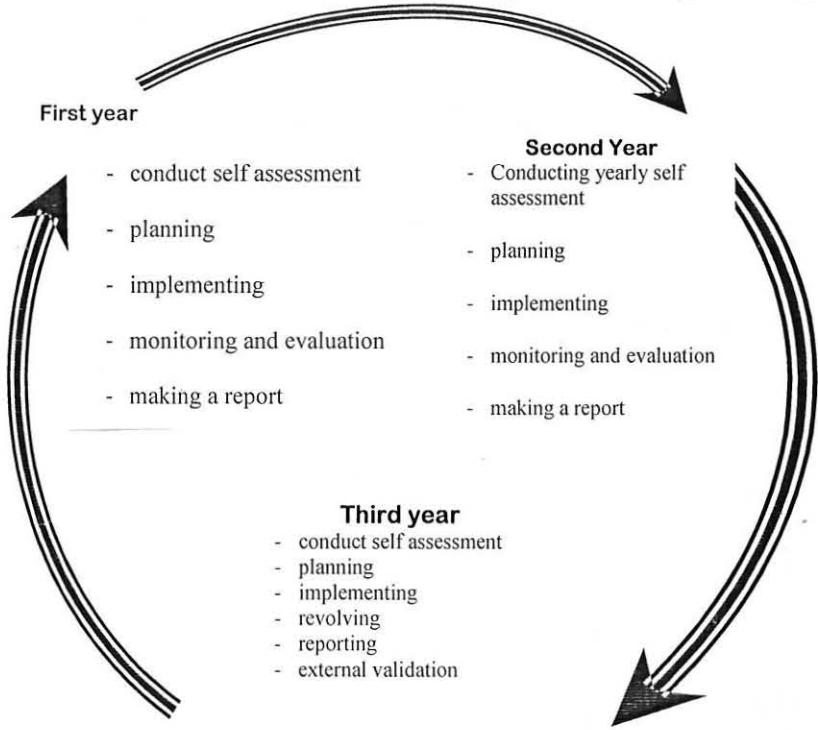 First year
- conduct self assessment
- planning
- implementing
- monitoring and evaluation
- making a report
Second Year
- Conducting yearly self
assessment
- planning
- implementing
- monitoring and evaluation
- making a report
Third year
- conduct self assessment
- planning
- implementing
- revolving
- reporting
- external validation